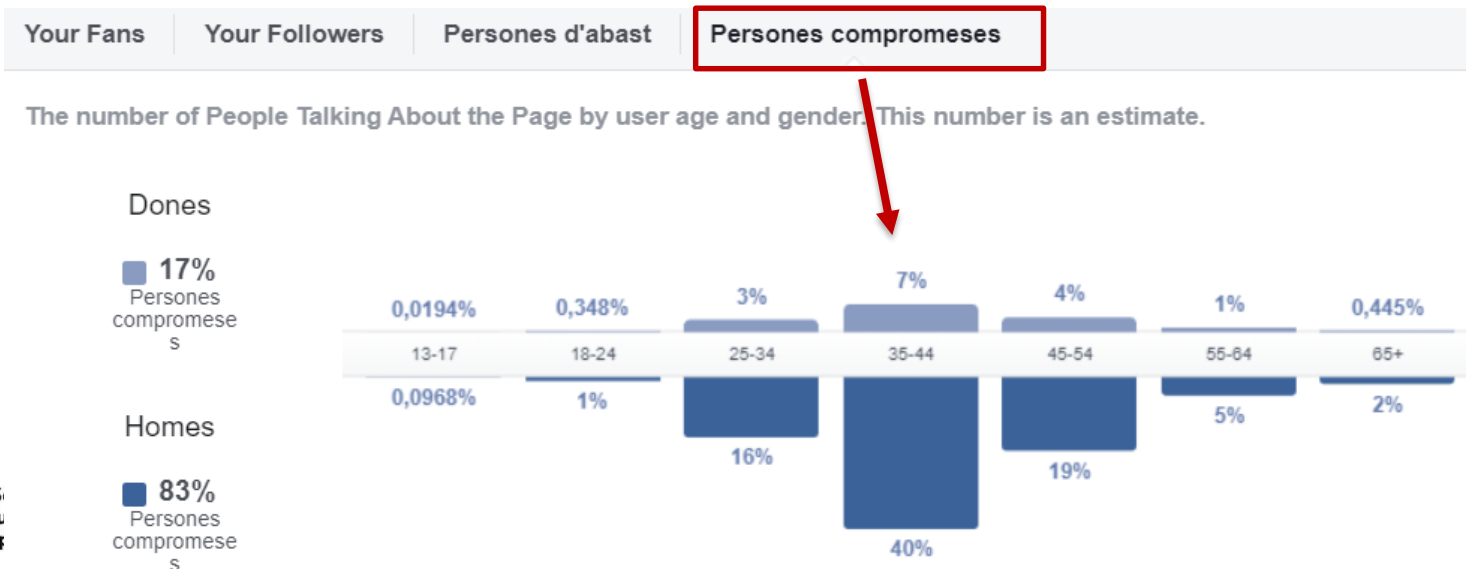 Your Fans Your Followers Persones d'abast Persones compromeses
The number of People Talking About the Page by user age and gender. This number is an estimate.
Dones
17%
Persones
compromese
s
0,0194% 0,348% 3% 7% 4% 1% 0,445%
13-17 18-24 25-34 35-44 45-54 55-64 65+
0,0968% 1% 16% 40% 19% 5% 2%
Homes
83%
Persones
compromese
s